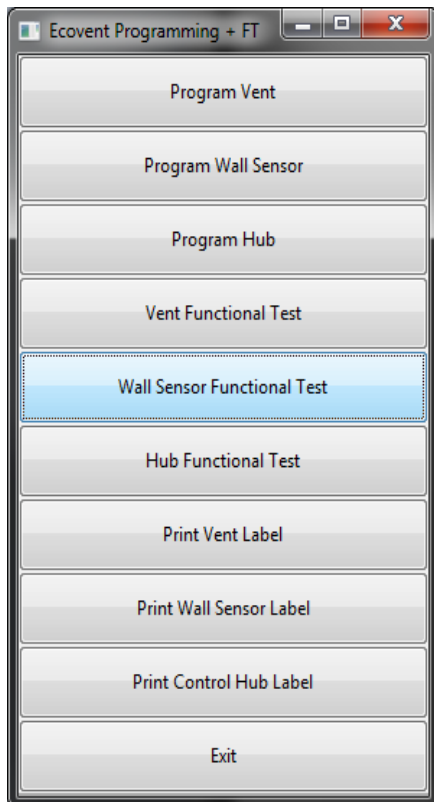 Ecovent Programming + FT
Program Vent
Program Wall Sensor
Program Hub
Vent Functional Test
Wall Sensor Functional Test
Hub Functional Test
Print Vent Label
Print Wall Sensor Label
Print Control Hub Label
Exit